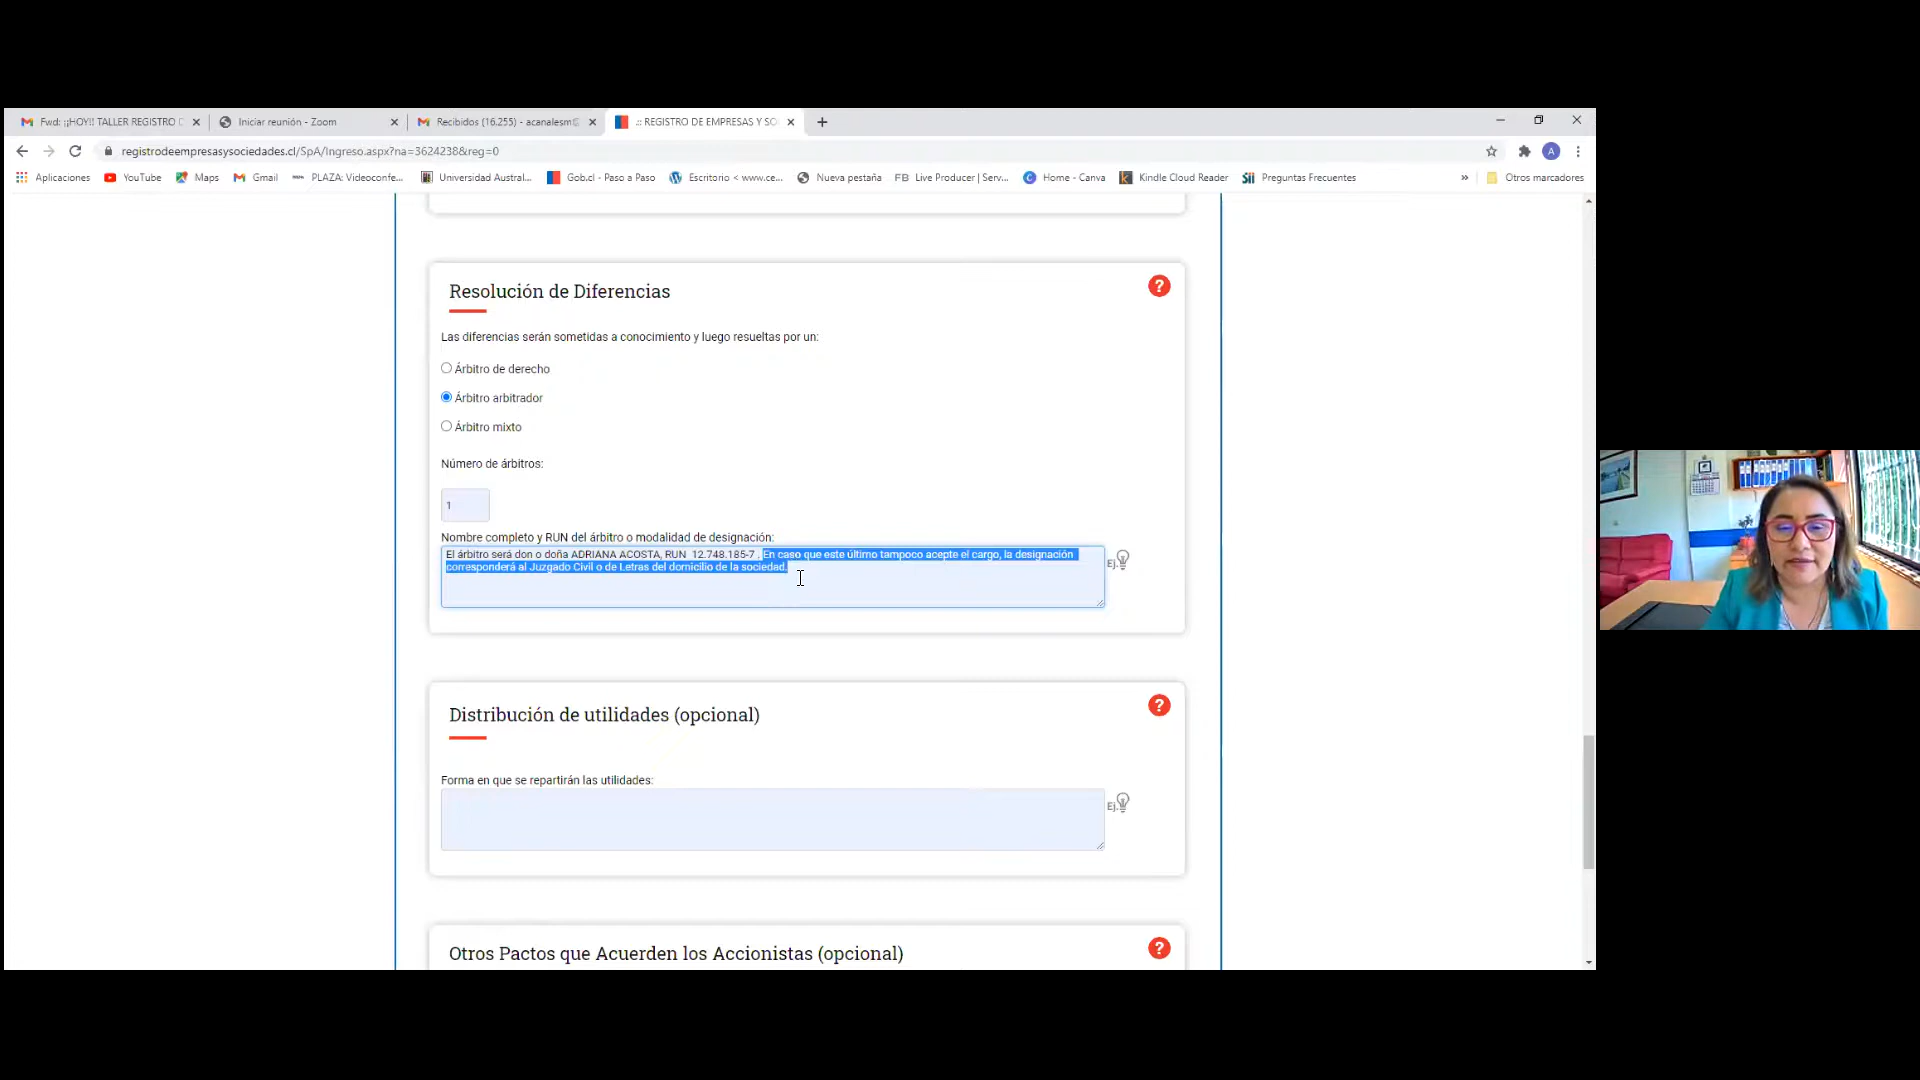 Fwd: ¡¡HOY!! TALLER REGISTRO
Iniciar reunión - Zoom
Recibidos (16.255) - acanalesm@
.:: REGISTRO DE EMPRESAS Y SO
registrodeempresasysociedades.cl/SpA/Ingreso.aspx?na=3624238&reg=0
A
Aplicaciones
YouTube
Maps
Gmail
PLAZA: Videoconfe...
Universidad Austral...
Gob.cl - Paso a Paso
Escritorio < www.ce...
Nueva pestaña
FB Live Producer | Serv...
Home - Canva
Kindle Cloud Reader
Sii Preguntas Frecuentes
»
Otros marcadores
Resolución de Diferencias
?
Las diferencias serán sometidas a conocimiento y luego resueltas por un:
Árbitro de derecho
Árbitro arbitrador
Árbitro mixto
Número de árbitros:
1
Nombre completo y RUN del árbitro o modalidad de designación:
El árbitro será don o doña ADRIANA ACOSTA, RUN 12.748.185-7 . En caso que este último tampoco acepte el cargo, la designación
corresponderá al Juzgado Civil o de Letras del domicilio de la sociedad.
Ej.
Distribución de utilidades (opcional)
?
Forma en que se repartirán las utilidades:
Ej.
Otros Pactos que Acuerden los Accionistas (opcional)
?